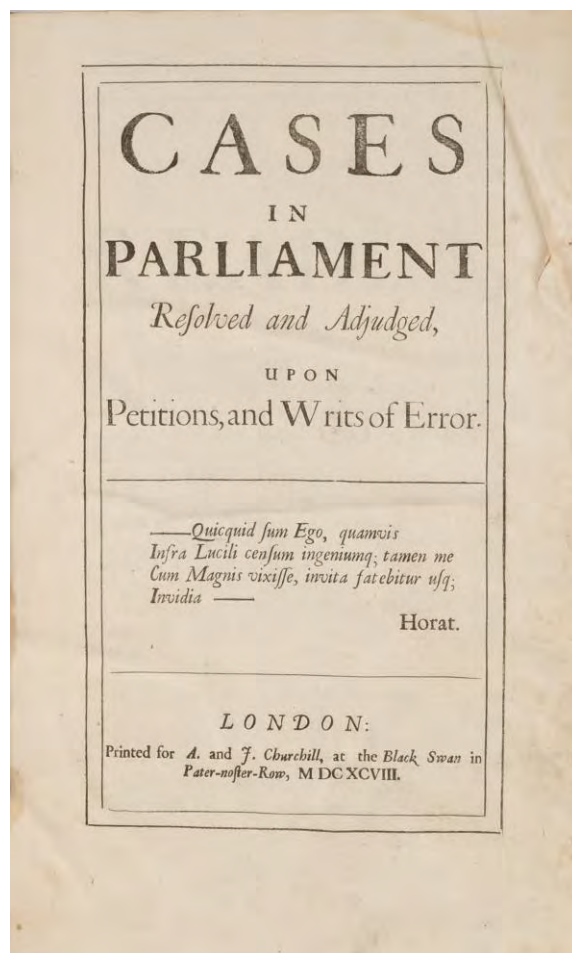 CASES
IN
PARLIAMENT
Reſolved and Adjudged,
UPON
Petitions, and Writs of Error.
——Quicquid ſum Ego, quamvis
Infra Lucili cenſum ingeniumq; tamen me
Cum Magnis vixiſſe, invita fatebitur uſq;
Invidia ——
Horat.
LONDON:
Printed for A. and J. Churchill, at the Black Swan in
Pater-noſter-Row, M DC XCVIII.